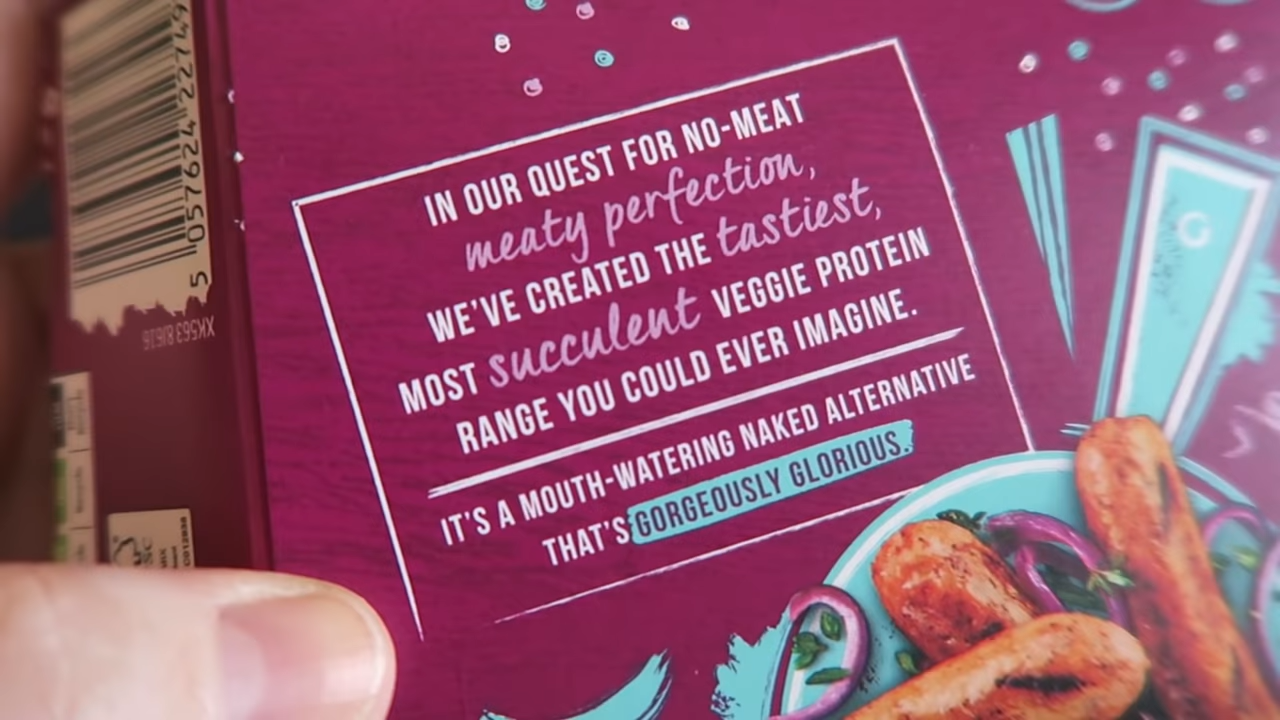 IN OUR QUEST FOR NO-MEAT
meaty perfection,
WE'VE CREATED THE tastiest,
MOST succulent VEGGIE PROTEIN
RANGE YOU COULD EVER IMAGINE.
IT'S A MOUTH-WATERING NAKED ALTERNATIVE
THAT'S GORGEOUSLY GLORIOUS.
5 057624 22749